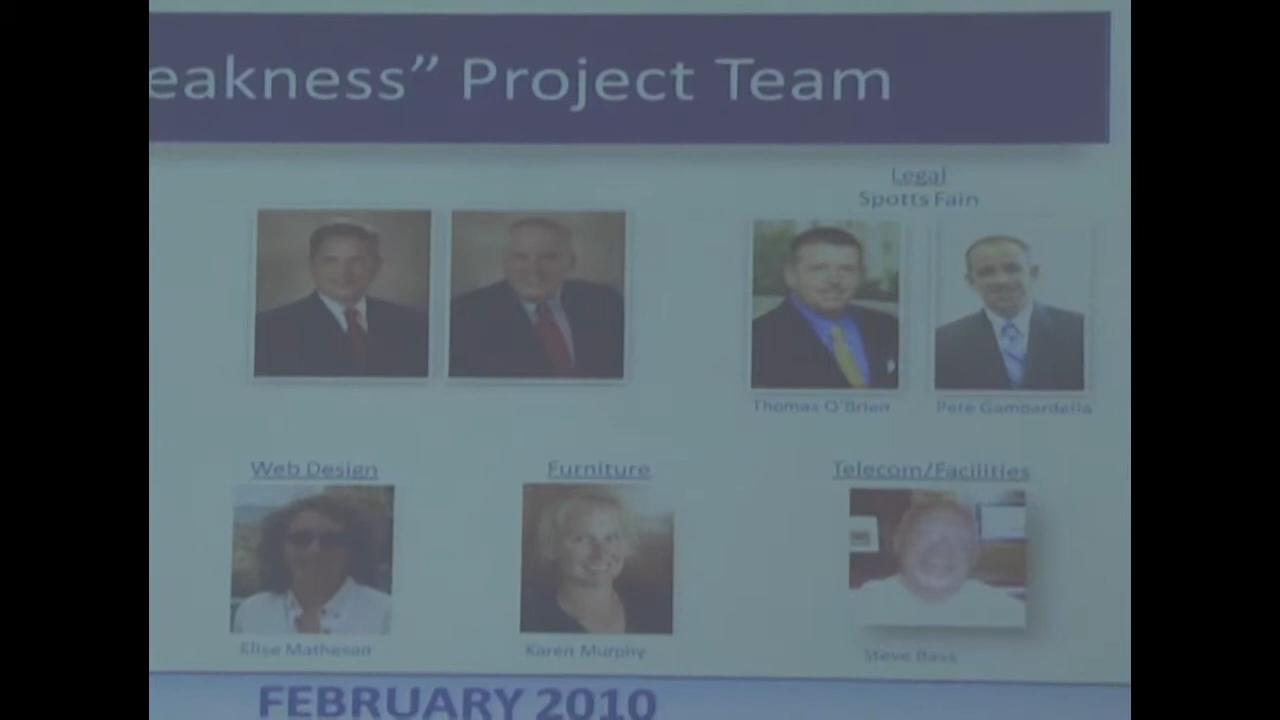 eakness” Project Team
Legal
Spotts Fain
Thomas O'Brien
Pete Gambardella
Web Design
Furniture
Telecom/Facilities
Elise Matheson
Karen Murphy
Steve Bass
FEBRUARY 2010